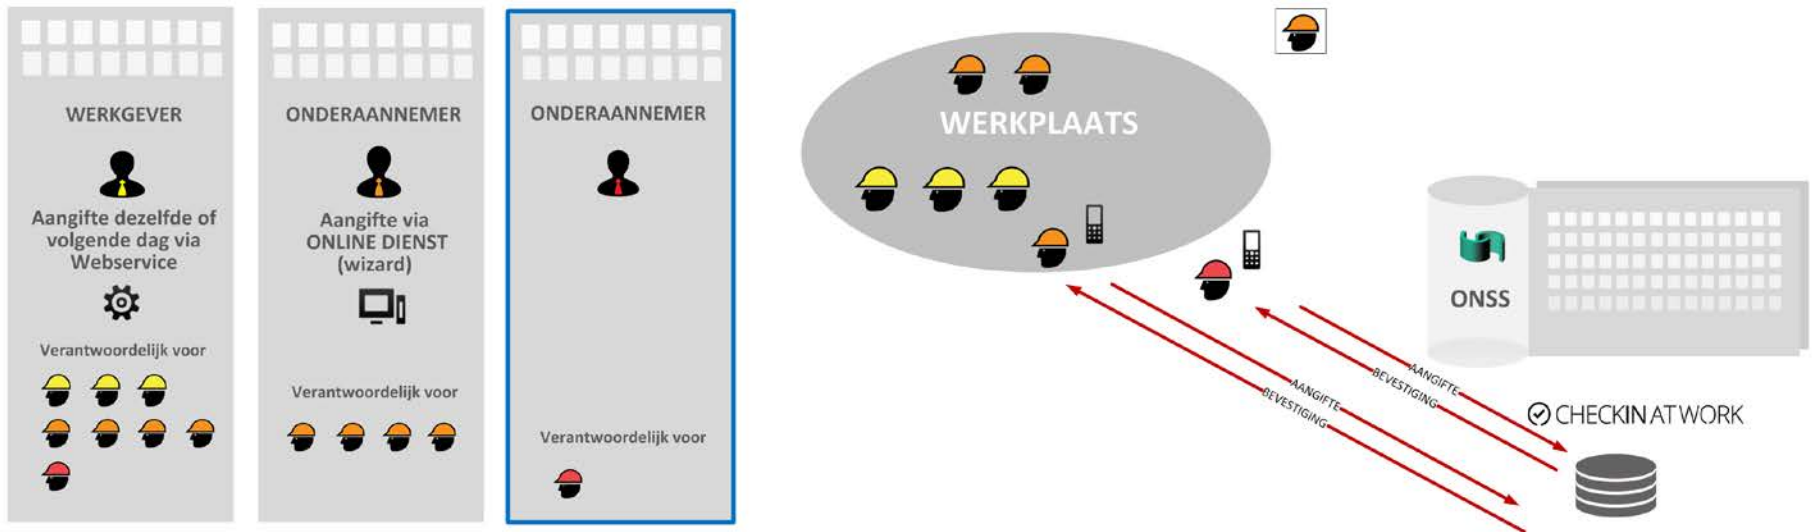 WERKGEVER
Aangifte dezelfde of
volgende dag via
Webservice
Verantwoordelijk voor
ONDERAANNEMER
Aangifte via
ONLINE DIENST
(wizard)
Verantwoordelijk voor
ONDERAANNEMER
Verantwoordelijk voor
WERKPLAATS
AANGIFTE
BEVESTIGING
AANGIFTE
BEVESTIGING
ONSS
CHECKIN AT WORK